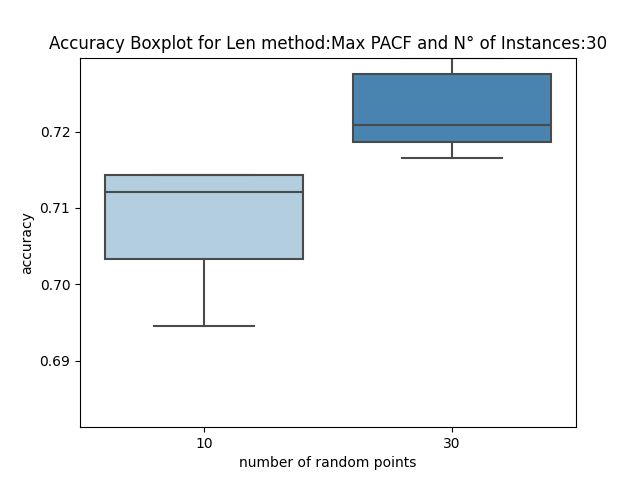 Accuracy Boxplot for Len method:Max PACF and N° of Instances:30
0.72
0.71
0.70
0.69
accuracy
10
30
number of random points